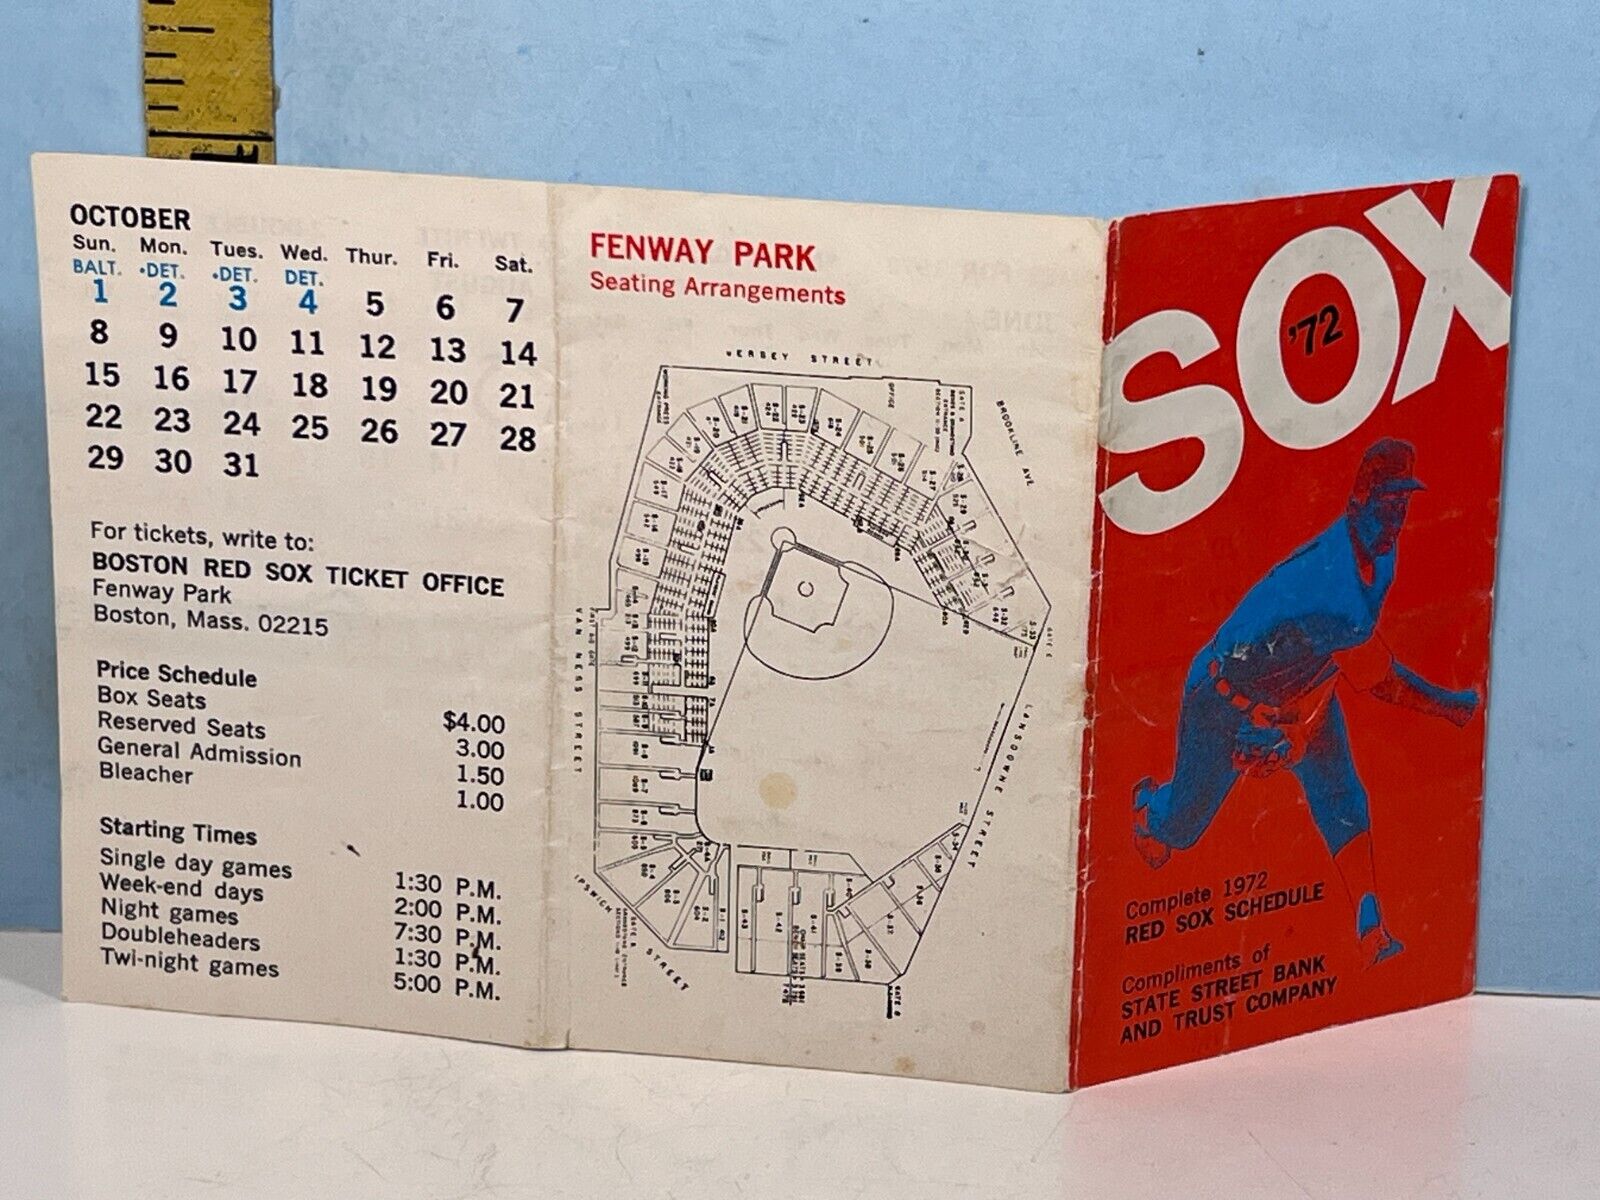 OCTOBER
Sun. Mon. Tues. Wed. Thur. Fri. Sat.
BALT. •DET. •DET. DET.
1 2 3 4 5 6 7
8 9 10 11 12 13 14
15 16 17 18 19 20 21
22 23 24 25 26 27 28
29 30 31
For tickets, write to:
BOSTON RED SOX TICKET OFFICE
Fenway Park
Boston, Mass. 02215
Price Schedule
Box Seats $4.00
Reserved Seats 3.00
General Admission 1.50
Bleacher 1.00
Starting Times
Single day games 1:30 P.M.
Week-end days 2:00 P.M.
Night games 7:30 P.M.
Doubleheaders 1:30 P.M.
Twi-night games 5:00 P.M.
FENWAY PARK
Seating Arrangements
JERSEY STREET
BROOKLINE AVE
VAN NESS STREET
LANSDOWNE STREET
IPSWICH STREET
OFFICE
GATE A
GATE E
GATE C
SOX
'72
Complete 1972
RED SOX SCHEDULE
Compliments of
STATE STREET BANK
AND TRUST COMPANY